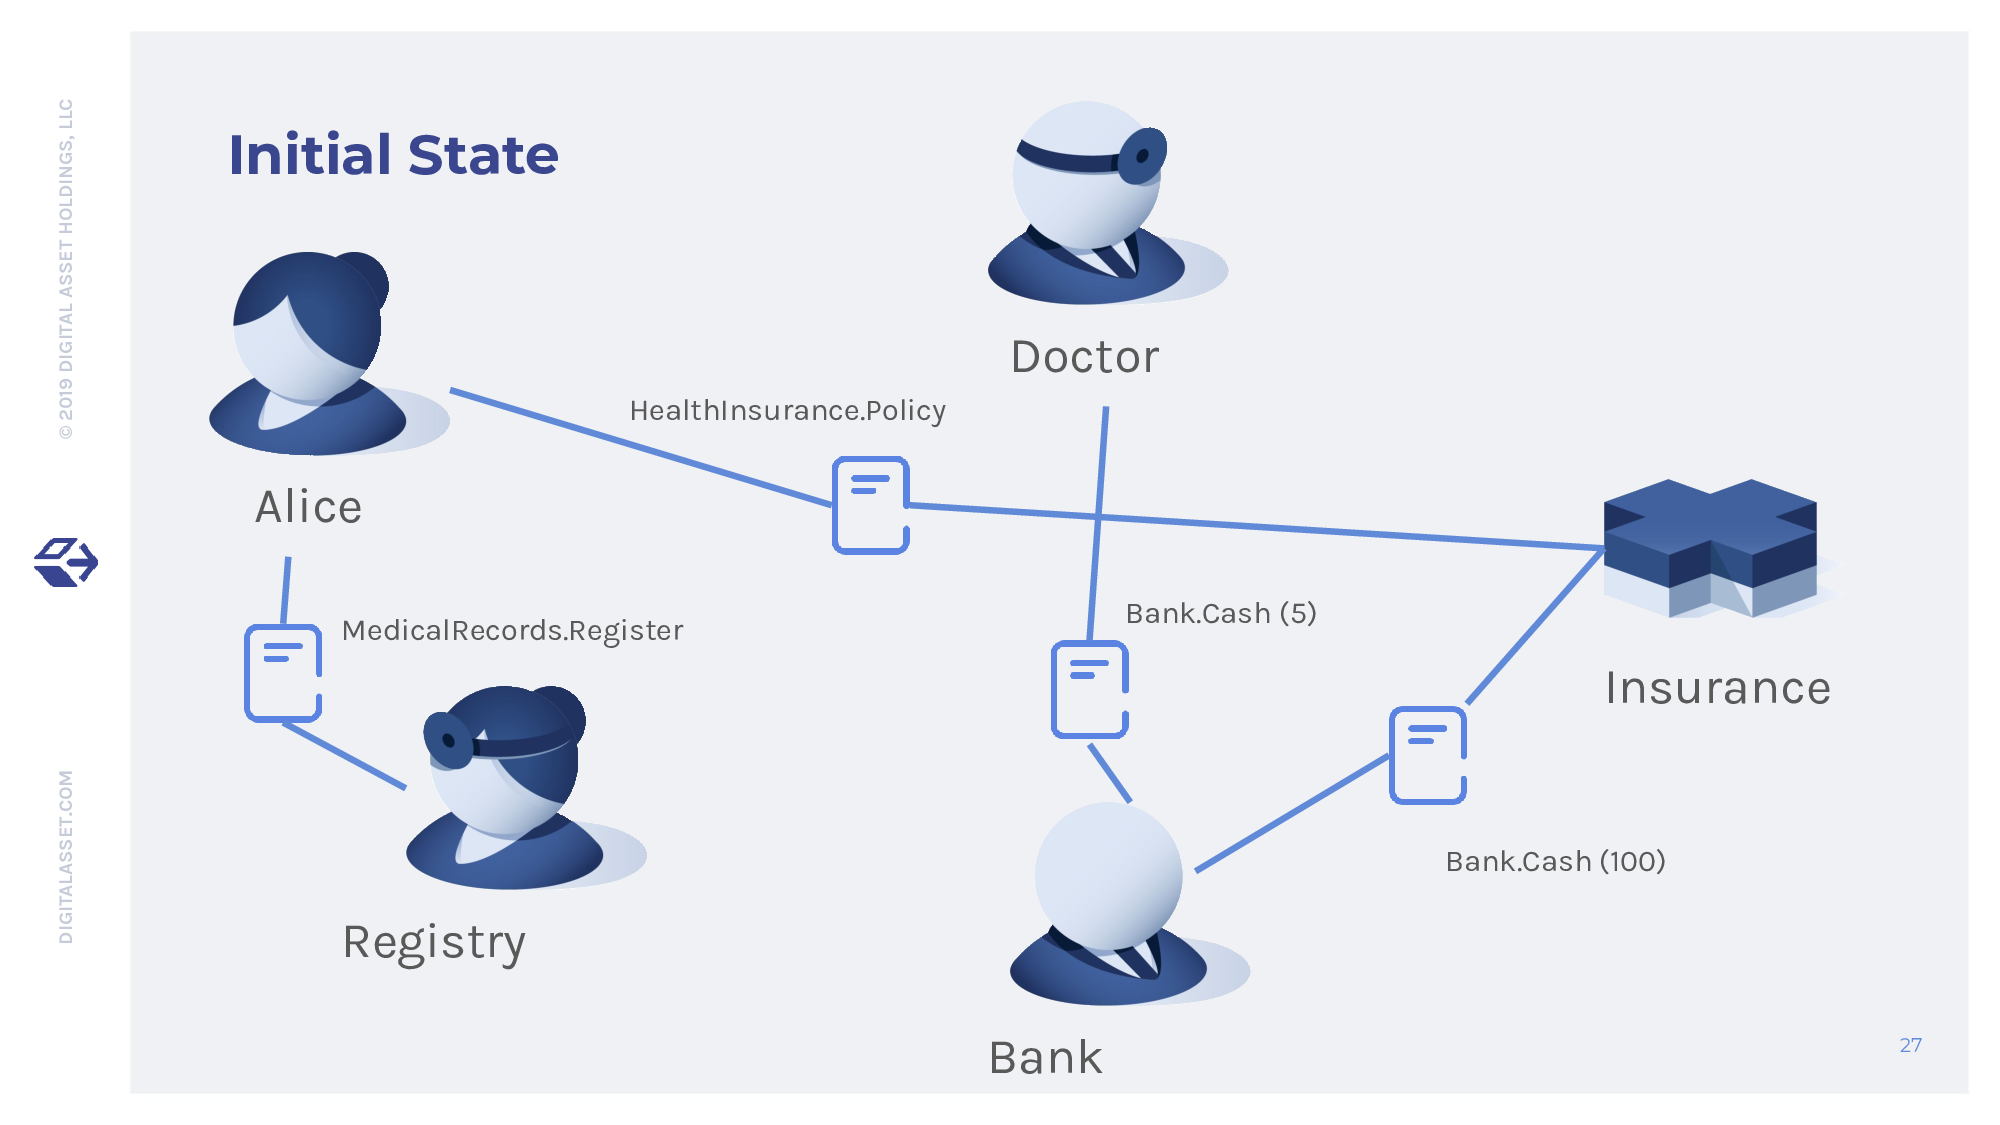 © 2019 DIGITAL ASSET HOLDINGS, LLC
DIGITALASSET.COM
Initial State
Doctor
HealthInsurance.Policy
Alice
Bank.Cash (5)
MedicalRecords.Register
Insurance
Bank.Cash (100)
Registry
Bank
27